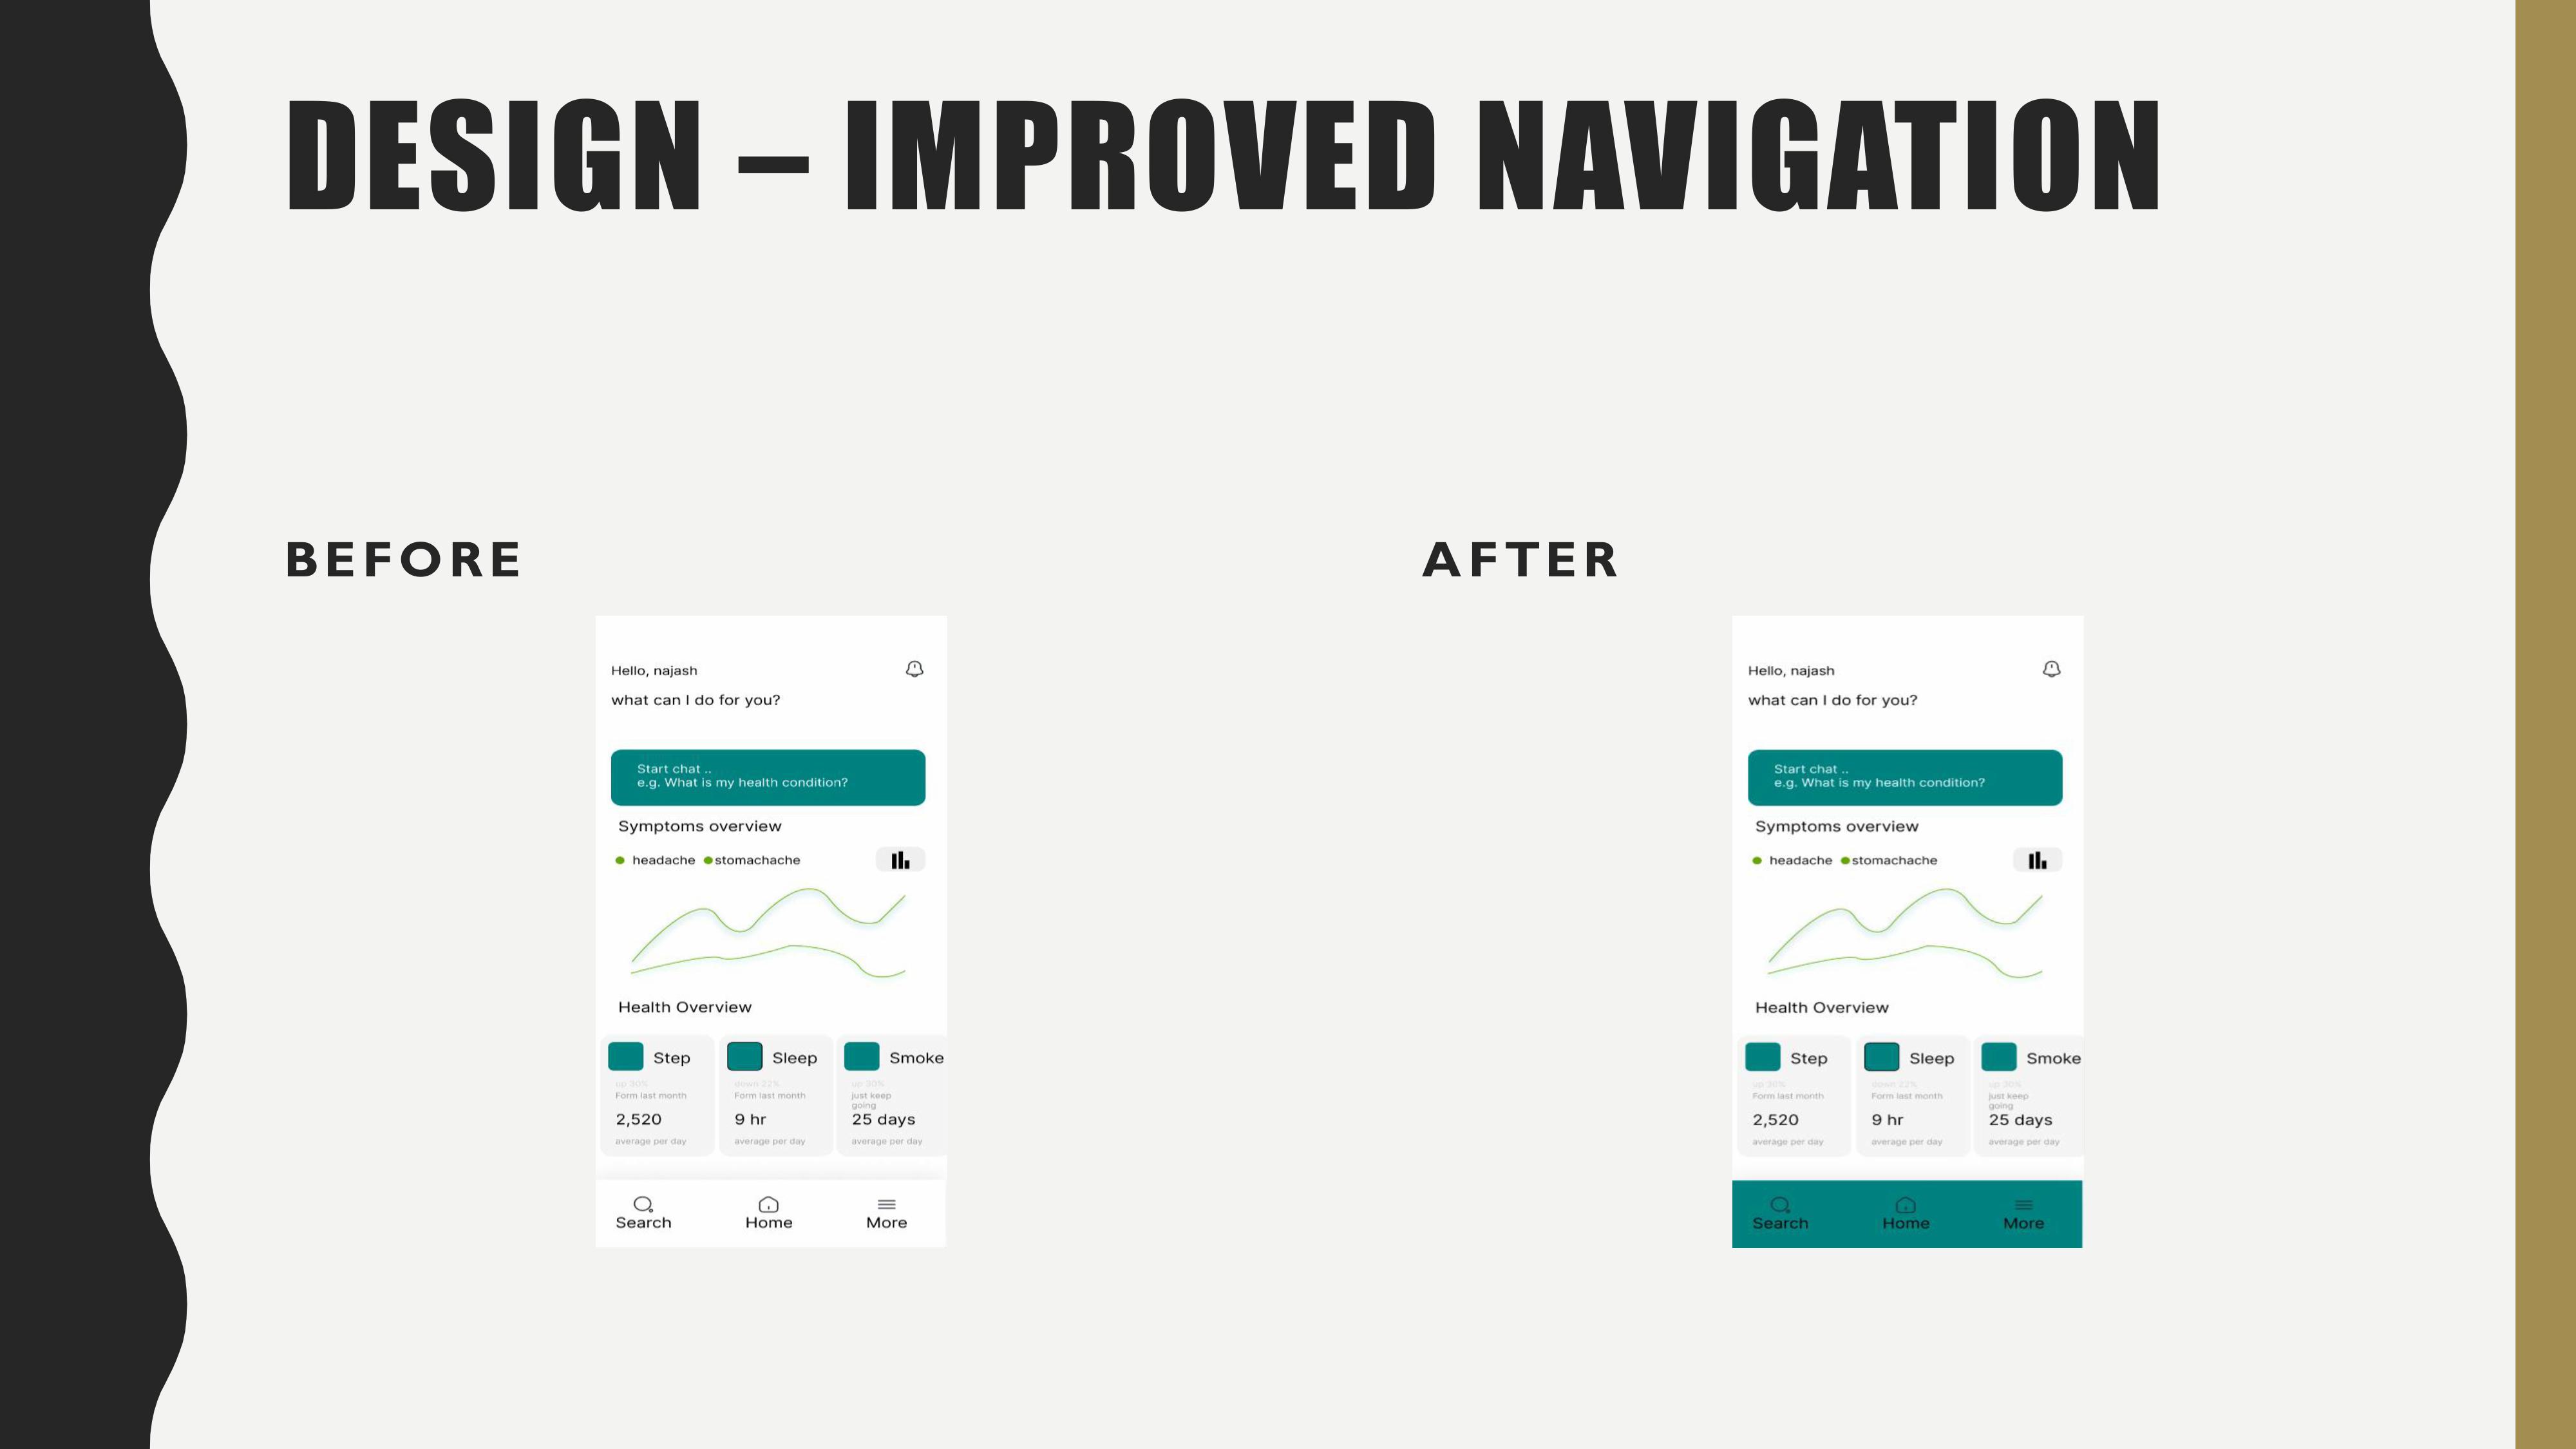 DESIGN – IMPROVED NAVIGATION
BEFORE
Hello, najash
what can I do for you?
Start chat ..
e.g. What is my health condition?
Symptoms overview
headache stomachache
Health Overview
Step Sleep Smoke
up 30% down 22% up 30%
Form last month Form last month just keep
going
2,520 9 hr 25 days
average per day average per day average per day
Search Home More
AFTER
Hello, najash
what can I do for you?
Start chat ..
e.g. What is my health condition?
Symptoms overview
headache stomachache
Health Overview
Step Sleep Smoke
up 30% down 22% up 30%
Form last month Form last month just keep
going
2,520 9 hr 25 days
average per day average per day average per day
Search Home More